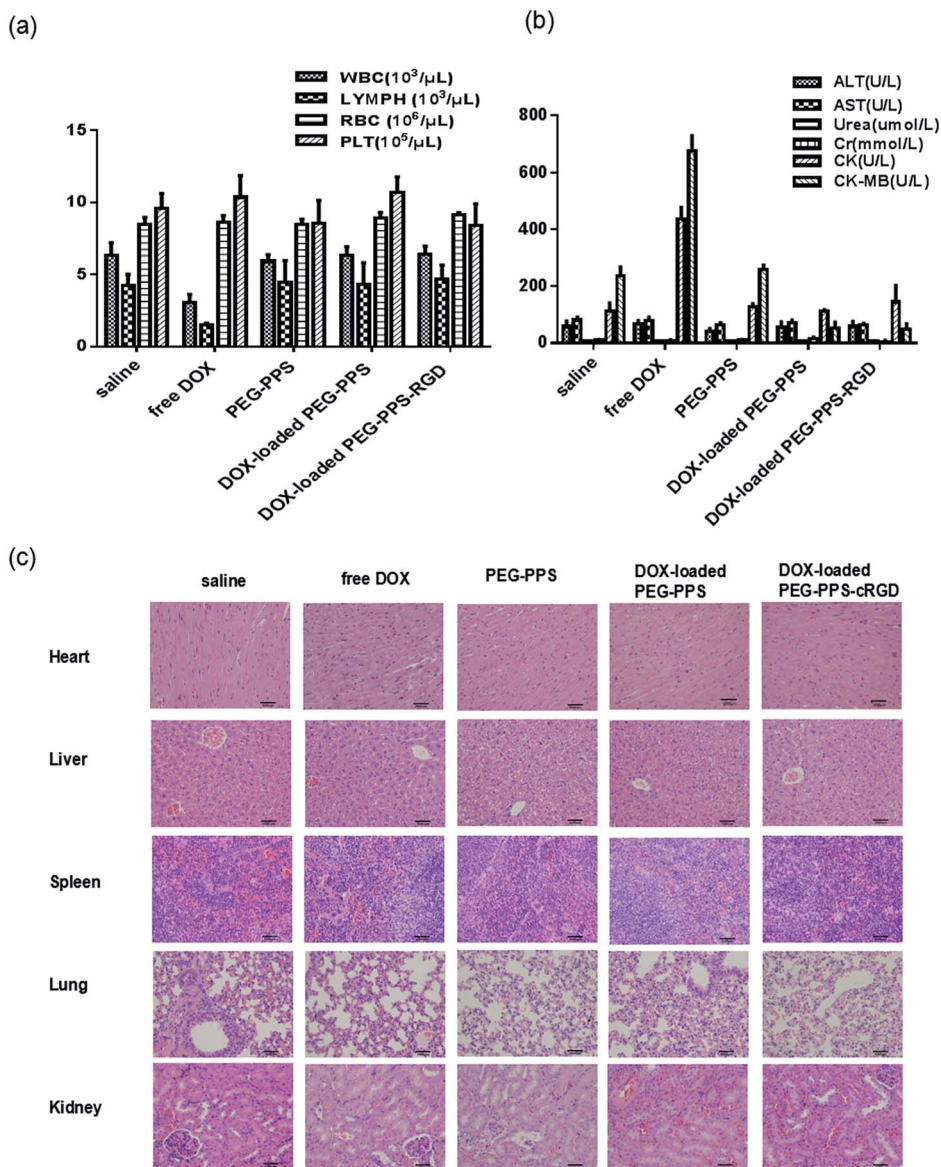 (a)
WBC(10³/µL)
LYMPH (10³/µL)
RBC (10⁶/µL)
PLT(10⁵/µL)
15
10
5
0
saline
free DOX
PEG-PPS
DOX-loaded PEG-PPS
DOX-loaded PEG-PPS-RGD
(b)
ALT(U/L)
AST(U/L)
Urea(umol/L)
Cr(mmol/L)
CK(U/L)
CK-MB(U/L)
800
600
400
200
0
saline
free DOX
PEG-PPS
DOX-loaded PEG-PPS
DOX-loaded PEG-PPS-RGD
(c)
saline
free DOX
PEG-PPS
DOX-loaded
PEG-PPS
DOX-loaded
PEG-PPS-cRGD
Heart
Liver
Spleen
Lung
Kidney